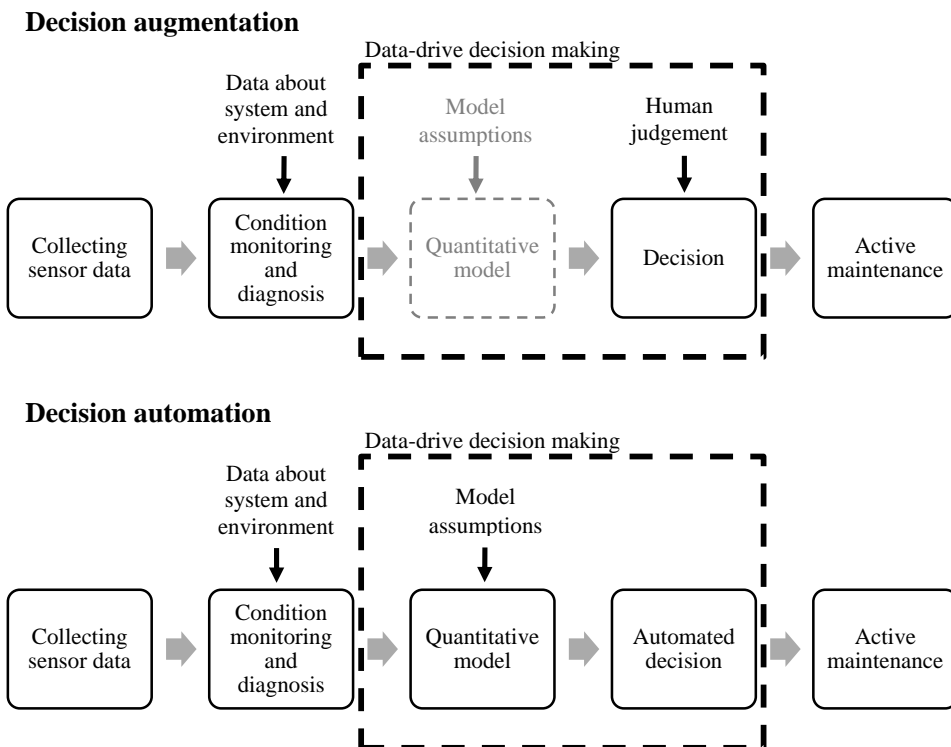 Decision augmentation
Data-drive decision making
Data about
system and
environment
Model
assumptions
Human
judgement
Collecting
sensor data
Condition
monitoring
and
diagnosis
Quantitative
model
Decision
Active
maintenance
Decision automation
Data-drive decision making
Data about
system and
environment
Model
assumptions
Collecting
sensor data
Condition
monitoring
and
diagnosis
Quantitative
model
Automated
decision
Active
maintenance